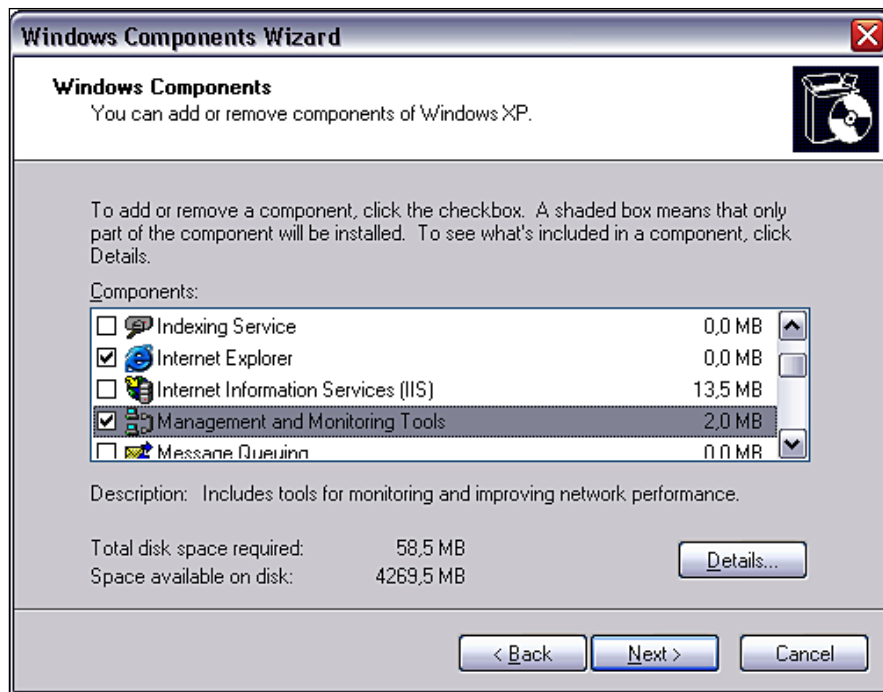 Windows Components Wizard
Windows Components
You can add or remove components of Windows XP.
To add or remove a component, click the checkbox. A shaded box means that only
part of the component will be installed. To see what's included in a component, click
Details.
Components:
Indexing Service 0,0 MB
Internet Explorer 0,0 MB
Internet Information Services (IIS) 13,5 MB
Management and Monitoring Tools 2,0 MB
Message Queuing 0,0 MB
Description: Includes tools for monitoring and improving network performance.
Total disk space required: 58,5 MB
Space available on disk: 4269,5 MB
Details...
< Back Next > Cancel